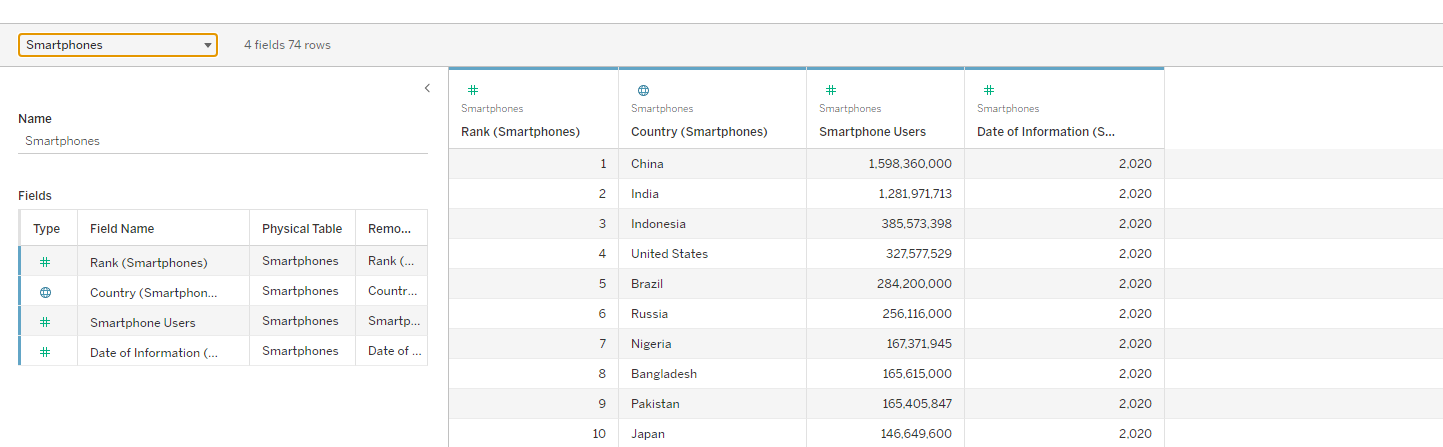 Smartphones 4 fields 74 rows
Name
Smartphones
Fields
Type Field Name Physical Table Remo...
Rank (Smartphones) Smartphones Rank (...
Country (Smartphon... Smartphones Countr...
Smartphone Users Smartphones Smartp...
Date of Information (... Smartphones Date of ...
Smartphones Smartphones Smartphones Smartphones
Rank (Smartphones) Country (Smartphones) Smartphone Users Date of Information (S...
1 China 1,598,360,000 2,020
2 India 1,281,971,713 2,020
3 Indonesia 385,573,398 2,020
4 United States 327,577,529 2,020
5 Brazil 284,200,000 2,020
6 Russia 256,116,000 2,020
7 Nigeria 167,371,945 2,020
8 Bangladesh 165,615,000 2,020
9 Pakistan 165,405,847 2,020
10 Japan 146,649,600 2,020